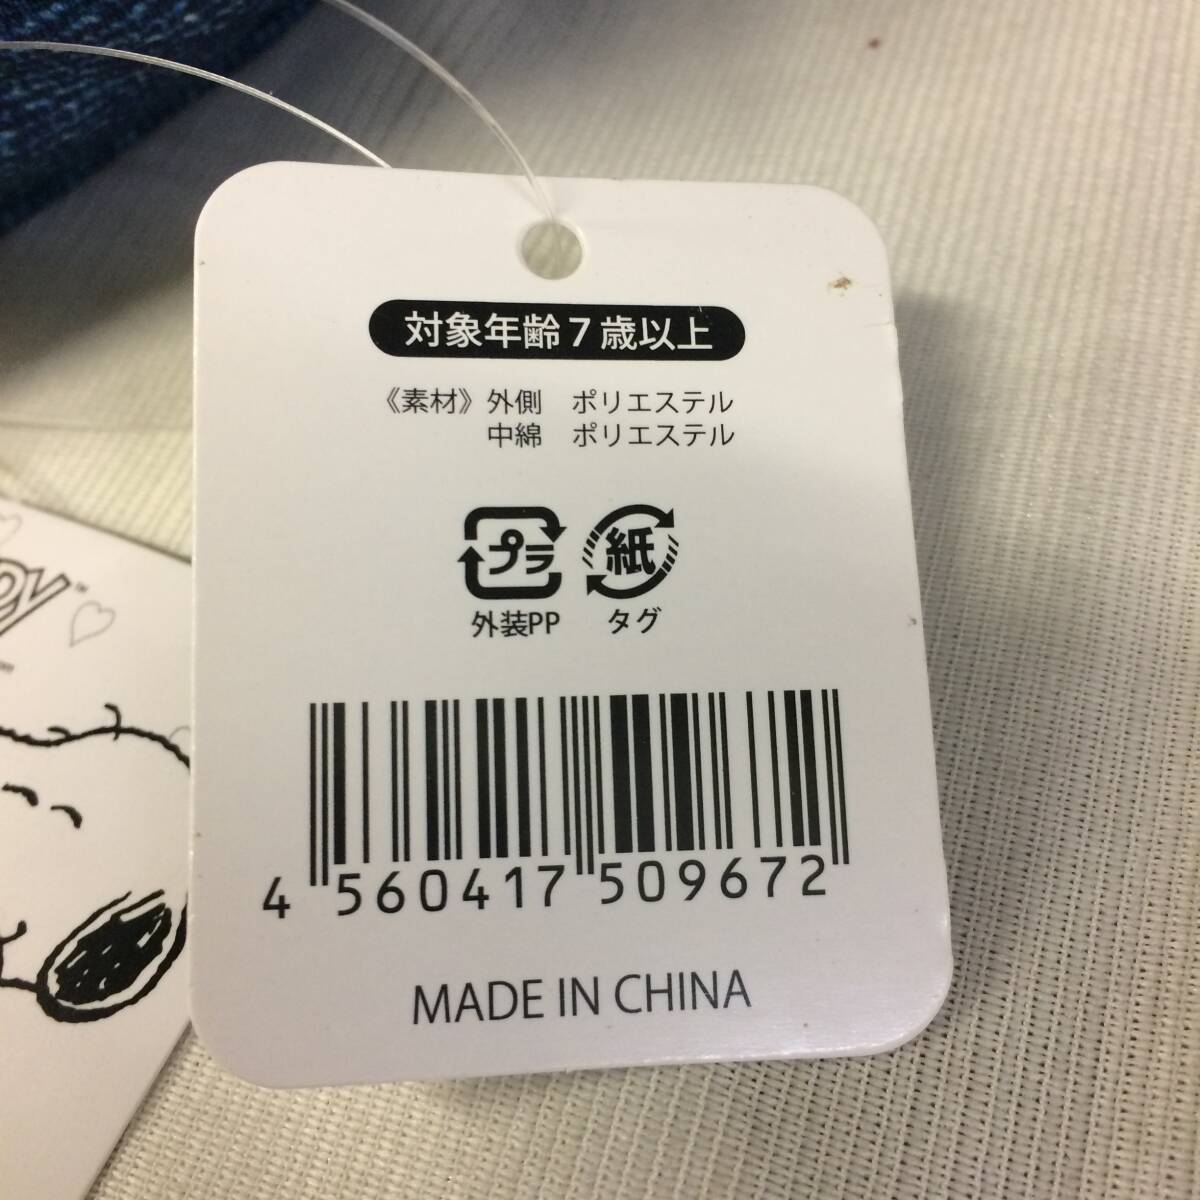 対象年齢７歳以上
《素材》外側　ポリエステル
中綿　ポリエステル
プラ 紙
外装PP タグ
4 560417 509672
MADE IN CHINA